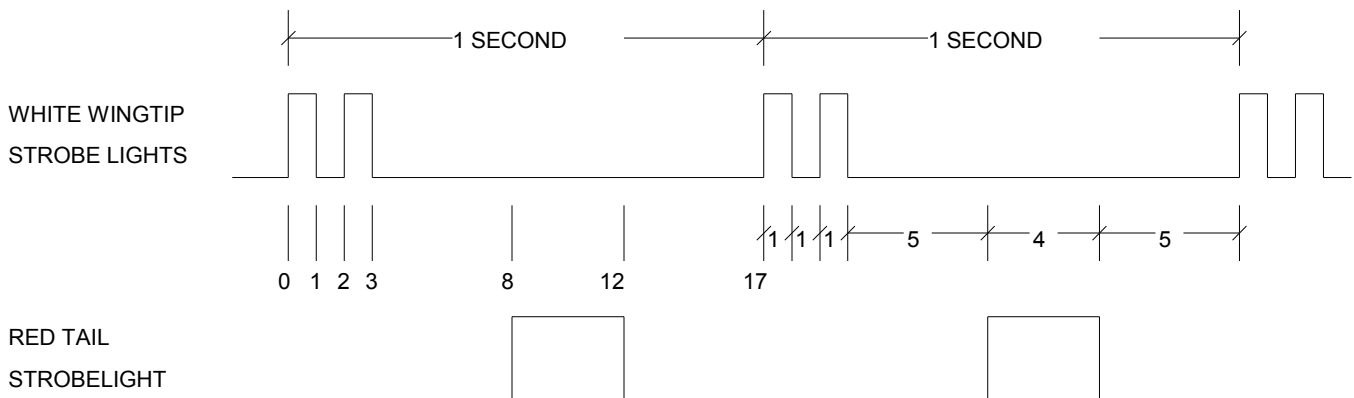 1 SECOND 1 SECOND
WHITE WINGTIP
STROBE LIGHTS
1 1 1 5 4 5
0 1 2 3 8 12 17
RED TAIL
STROBELIGHT